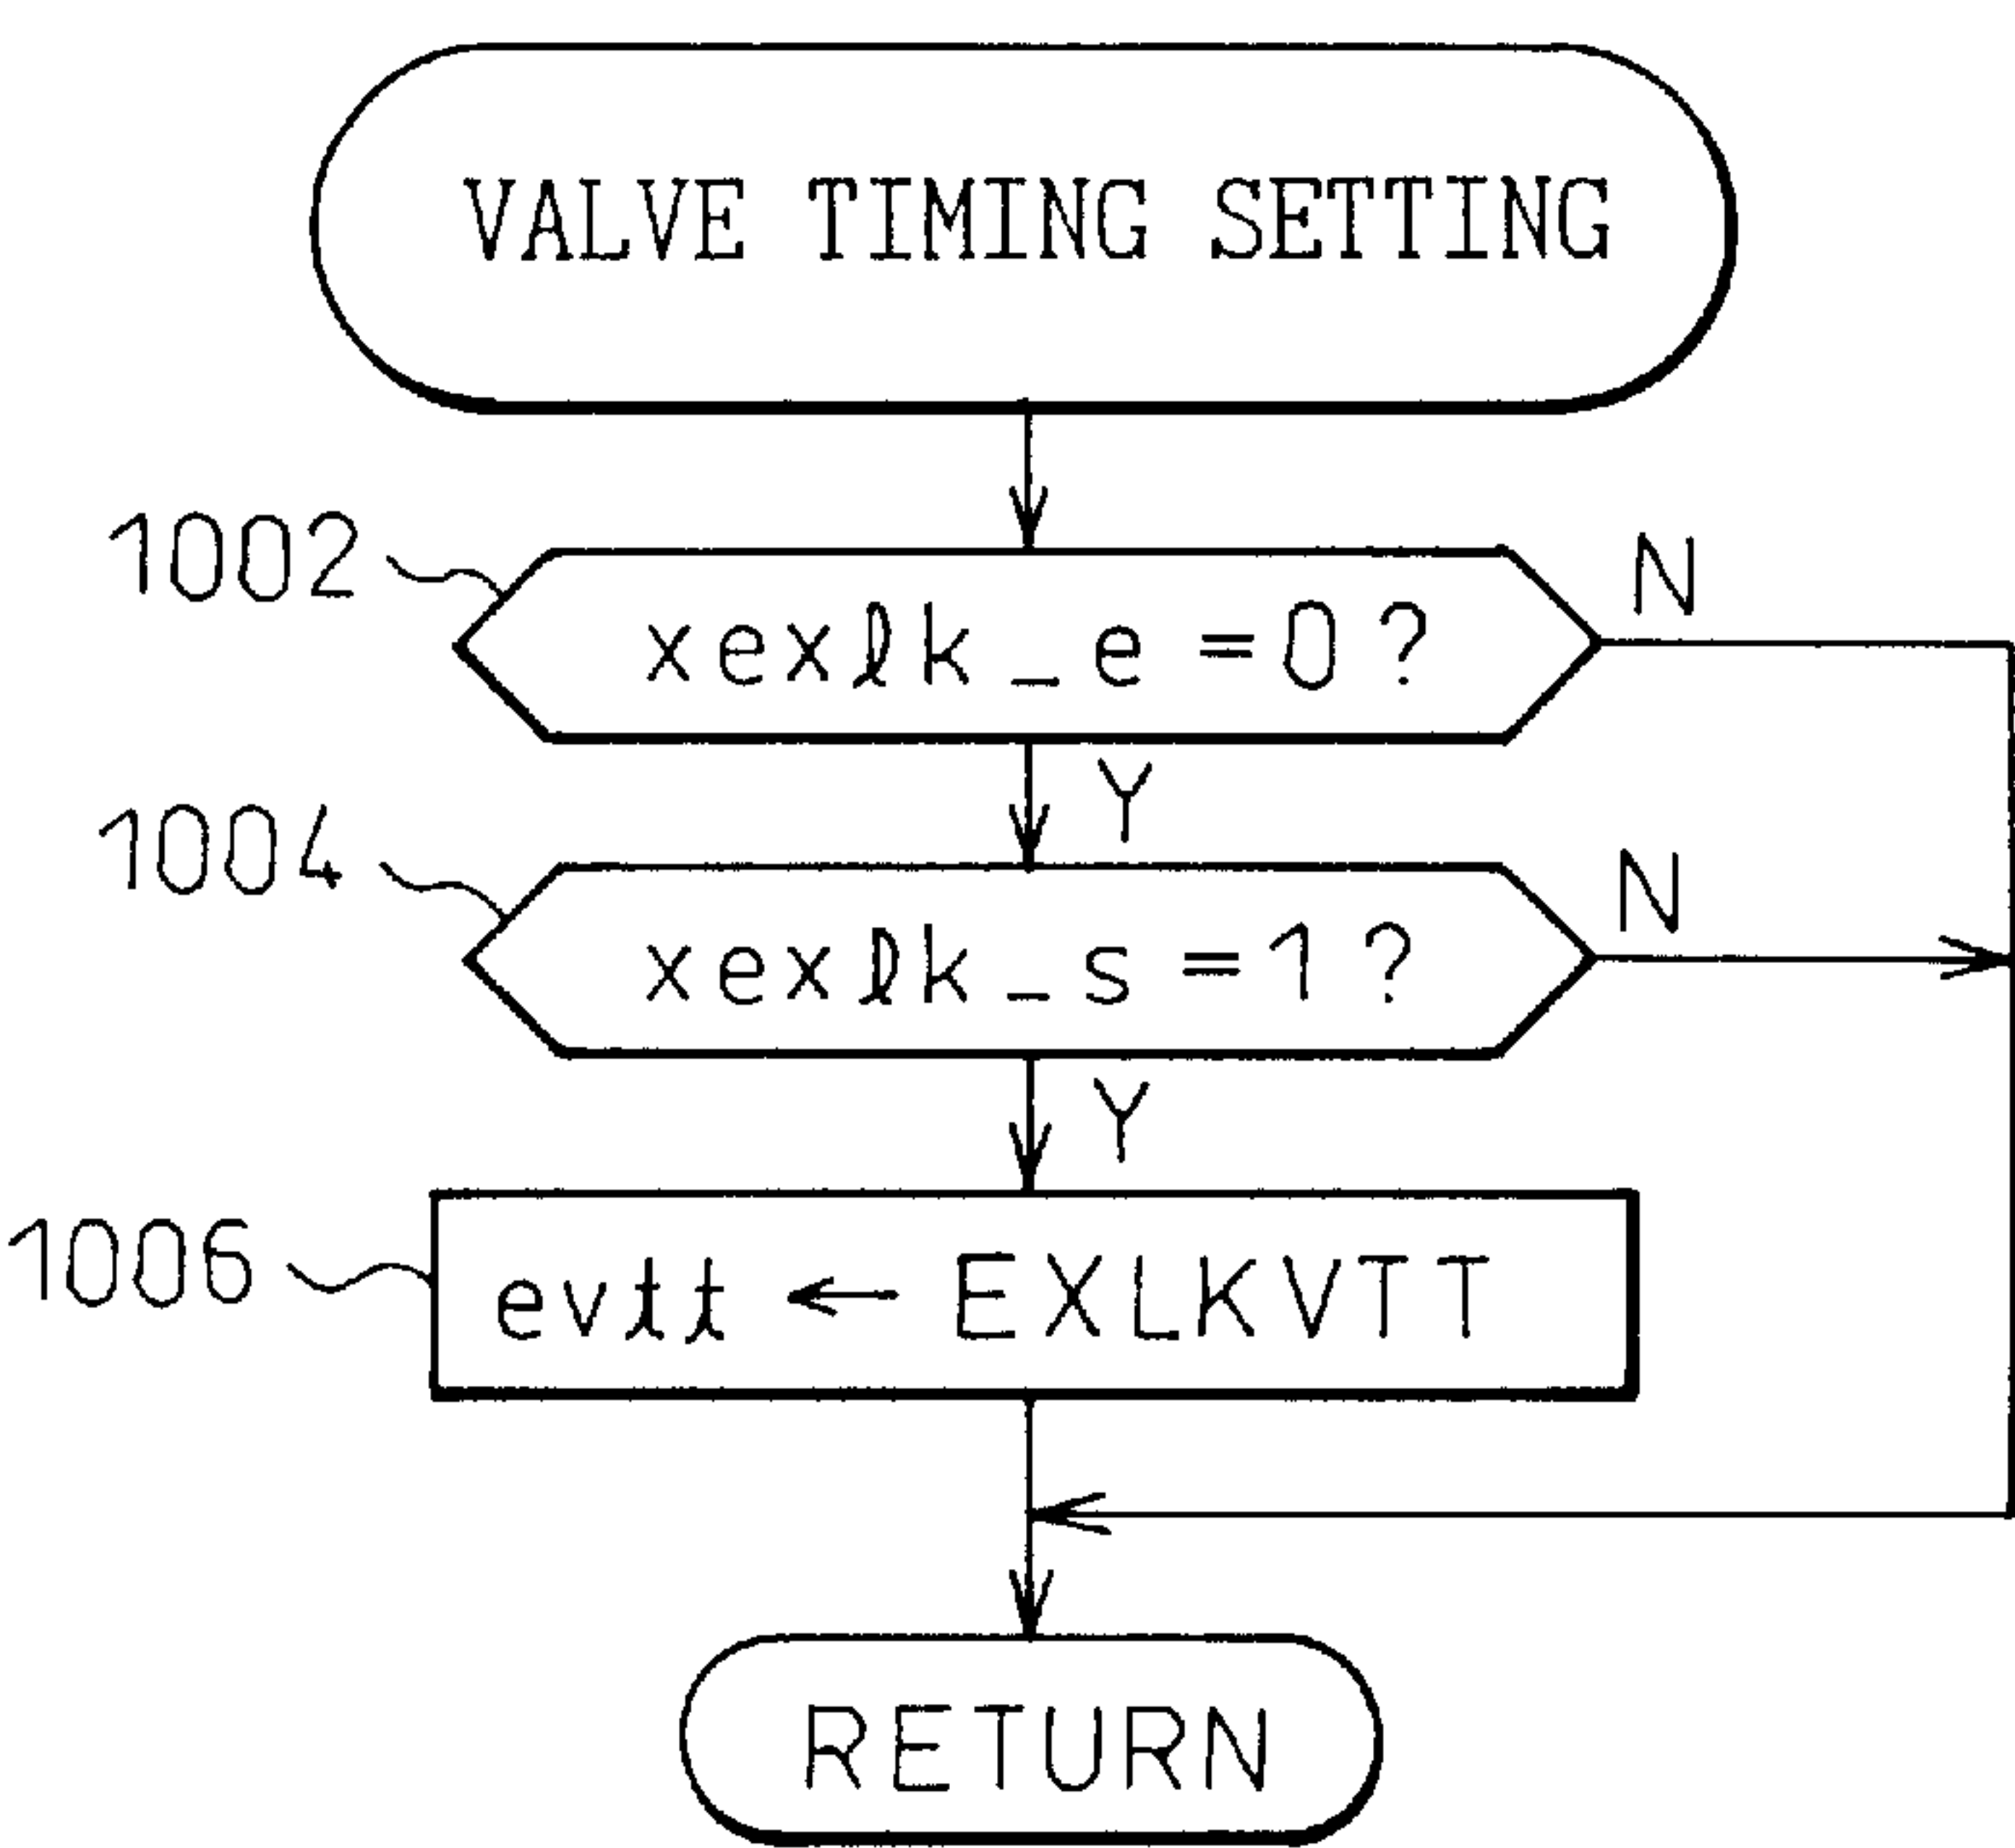 VALVE TIMING SETTING
1002
xexlk_e=0?
N
Y
1004
xexlk_s=1?
N
Y
1006
evtt ← EXLKVTT
RETURN